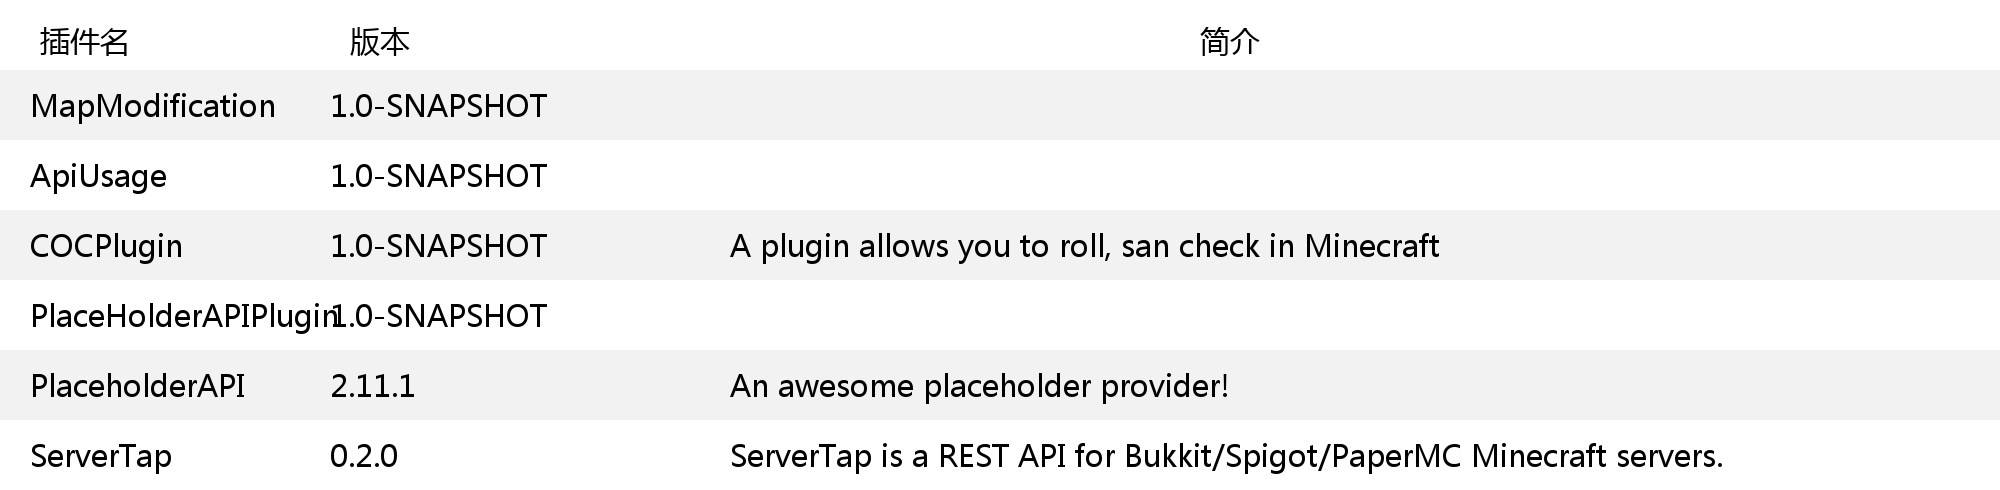 插件名 版本 简介
MapModification 1.0-SNAPSHOT
ApiUsage 1.0-SNAPSHOT
COCPlugin 1.0-SNAPSHOT A plugin allows you to roll, san check in Minecraft
PlaceHolderAPIPlugin 1.0-SNAPSHOT
PlaceholderAPI 2.11.1 An awesome placeholder provider!
ServerTap 0.2.0 ServerTap is a REST API for Bukkit/Spigot/PaperMC Minecraft servers.